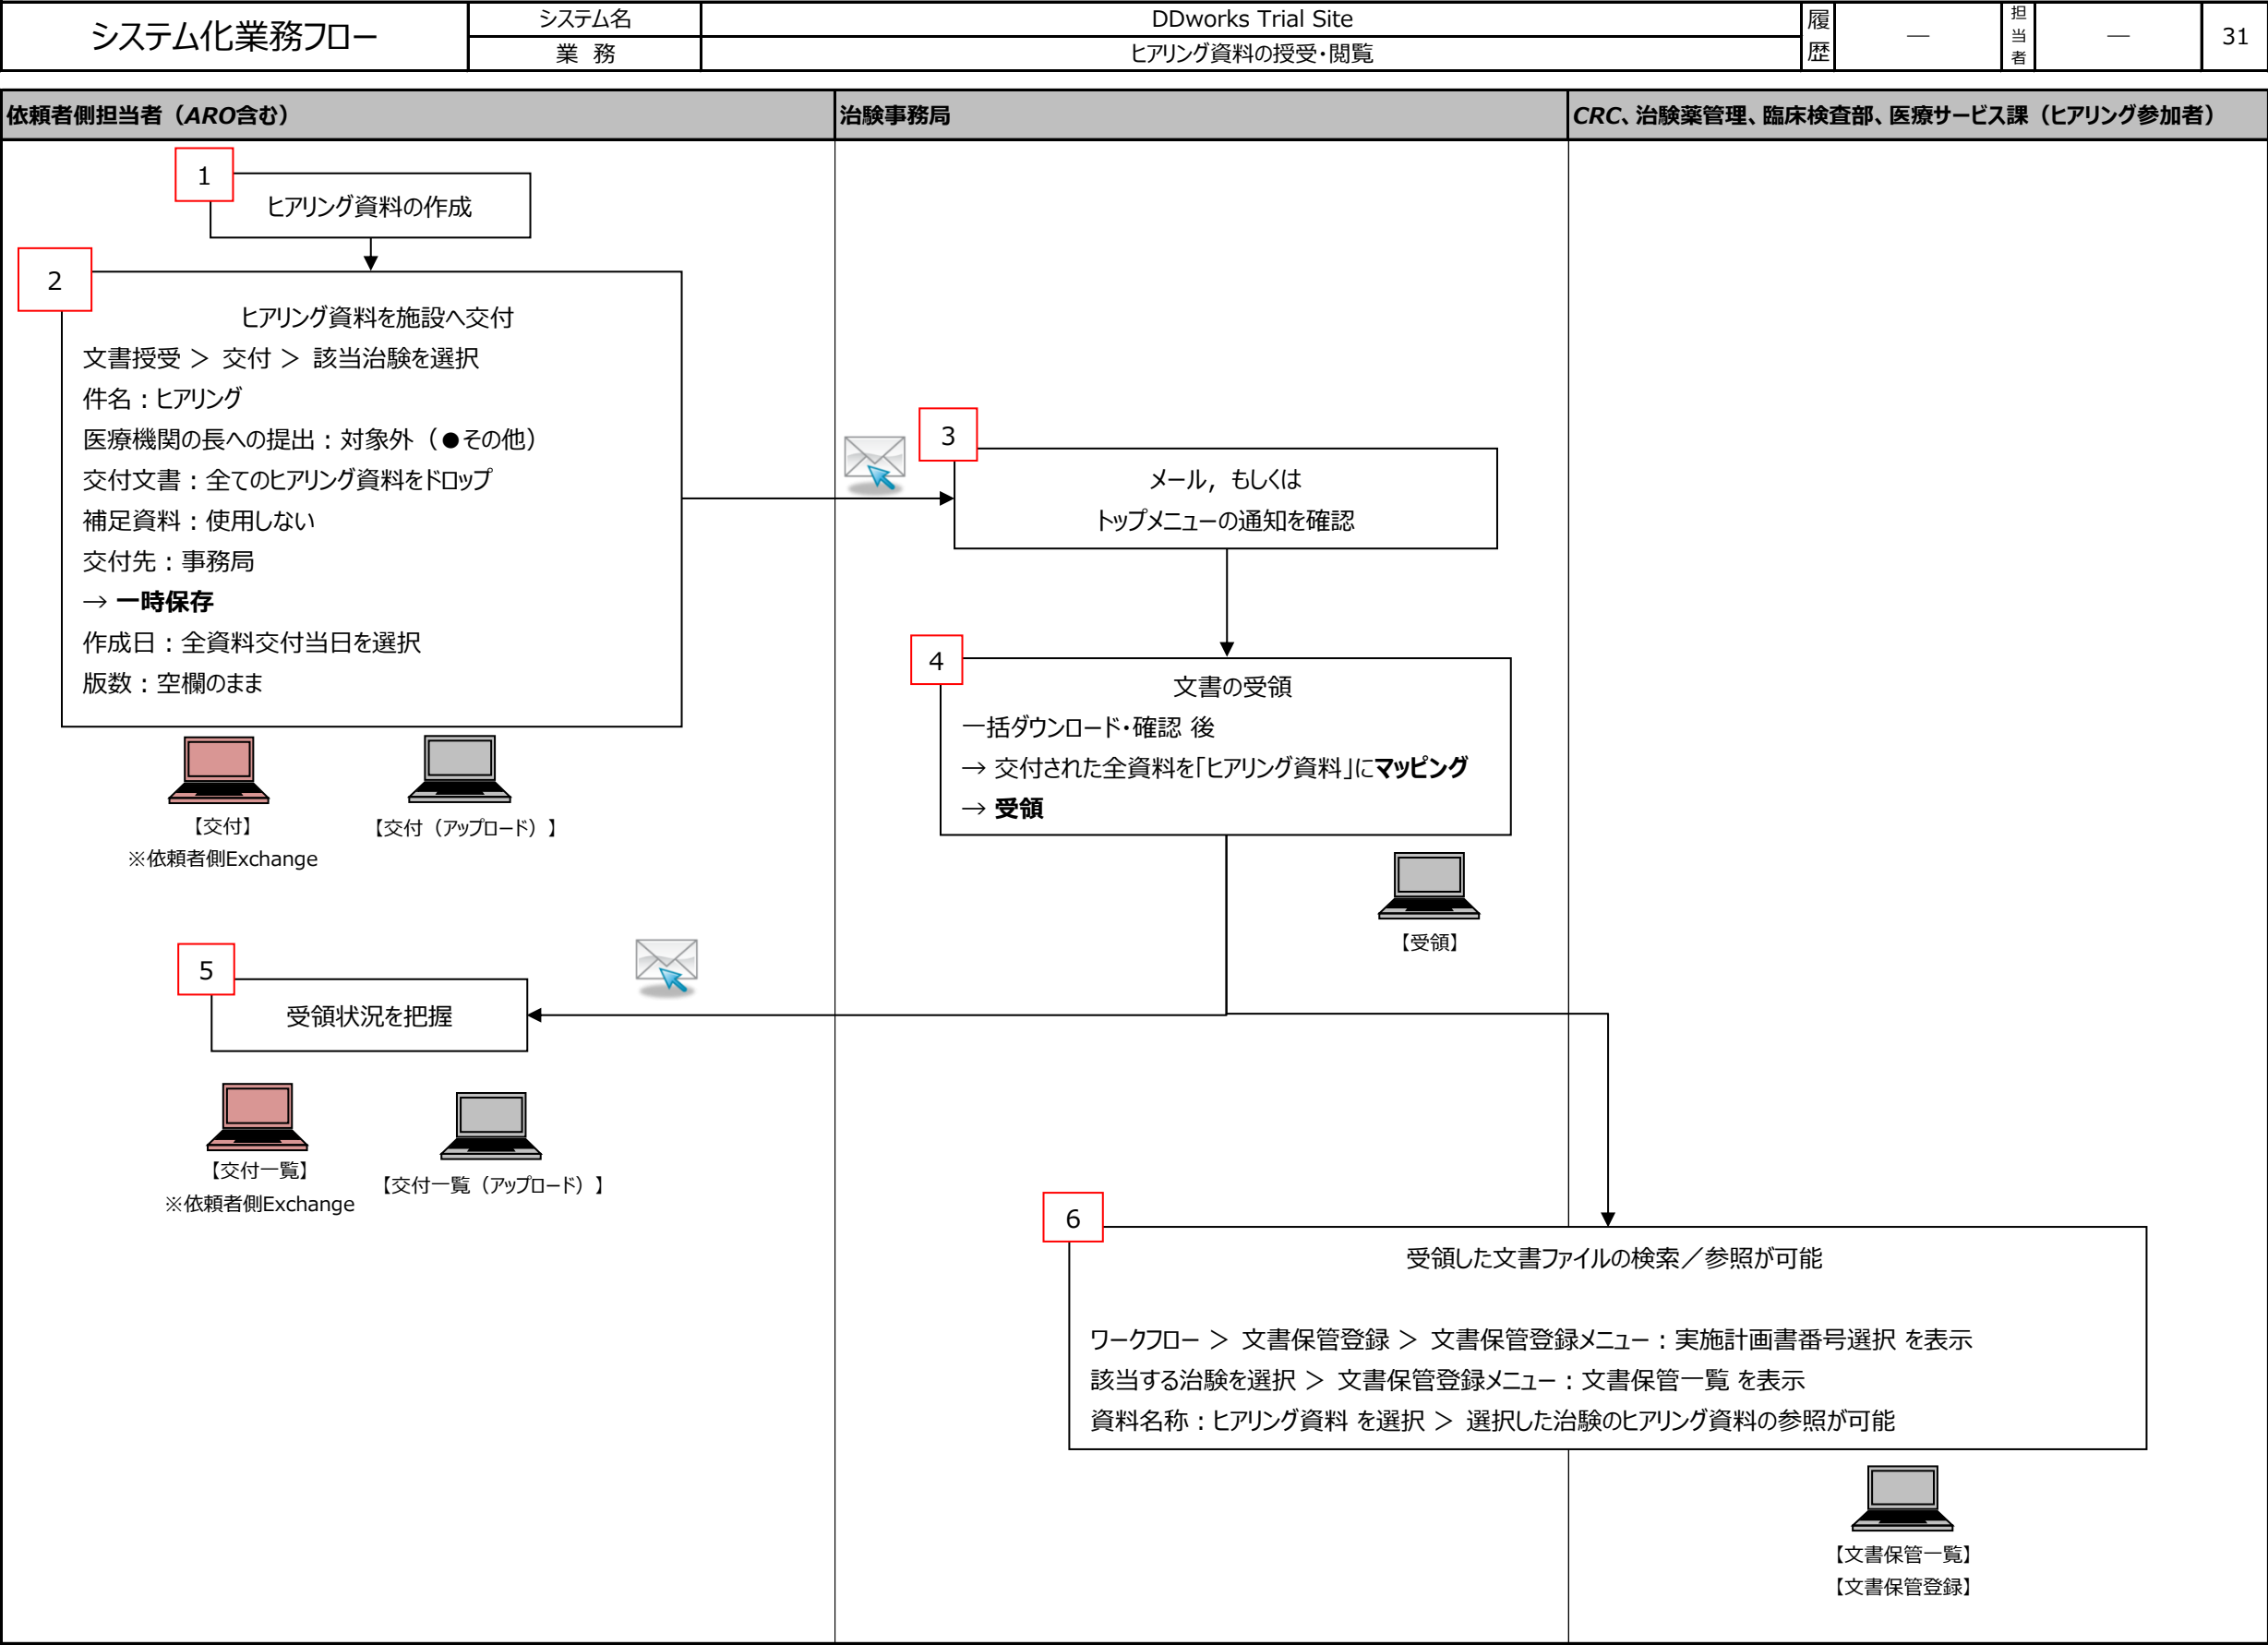 システム化業務フロー
システム名
DDworks Trial Site
業 務
ヒアリング資料の授受・閲覧
履歴
―
担当者
―
31
依頼者側担当者（ARO含む）
治験事務局
CRC、治験薬管理、臨床検査部、医療サービス課（ヒアリング参加者）
1
ヒアリング資料の作成
2
ヒアリング資料を施設へ交付
文書授受 ＞ 交付 ＞ 該当治験を選択
件名：ヒアリング
医療機関の長への提出：対象外（●その他）
交付文書：全てのヒアリング資料をドロップ
補足資料：使用しない
交付先：事務局
→ 一時保存
作成日：全資料交付当日を選択
版数：空欄のまま
【交付】
※依頼者側Exchange
【交付（アップロード）】
3
メール，もしくは
トップメニューの通知を確認
4
文書の受領
一括ダウンロード・確認 後
→ 交付された全資料を「ヒアリング資料」にマッピング
→ 受領
【受領】
5
受領状況を把握
【交付一覧】
※依頼者側Exchange
【交付一覧（アップロード）】
6
受領した文書ファイルの検索／参照が可能
ワークフロー ＞ 文書保管登録 ＞ 文書保管登録メニュー：実施計画書番号選択 を表示
該当する治験を選択 ＞ 文書保管登録メニュー：文書保管一覧 を表示
資料名称：ヒアリング資料 を選択 ＞ 選択した治験のヒアリング資料の参照が可能
【文書保管一覧】
【文書保管登録】